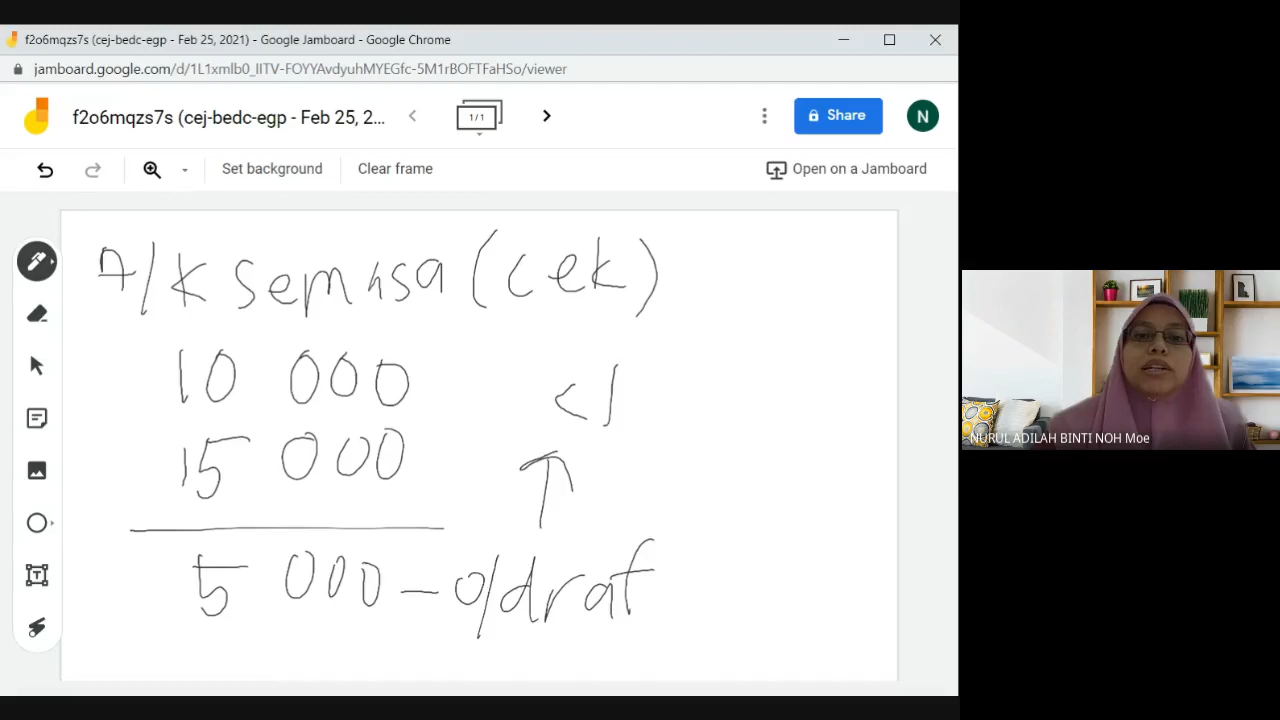 f2o6mqzs7s (cej-bedc-egp - Feb 25, 2021) - Google Jamboard - Google Chrome
jamboard.google.com/d/1L1xmlb0_lITV-FOYYAvdyuhMYEGfc-5M1rBOFTFaHSo/viewer
f2o6mqzs7s (cej-bedc-egp - Feb 25, 2...
1/1
Share
N
Set background
Clear frame
Open on a Jamboard
A/K semasa (cek)
10 000
<1
15 000
5 000 - o/draf
NURUL ADILAH BINTI NOH Moe